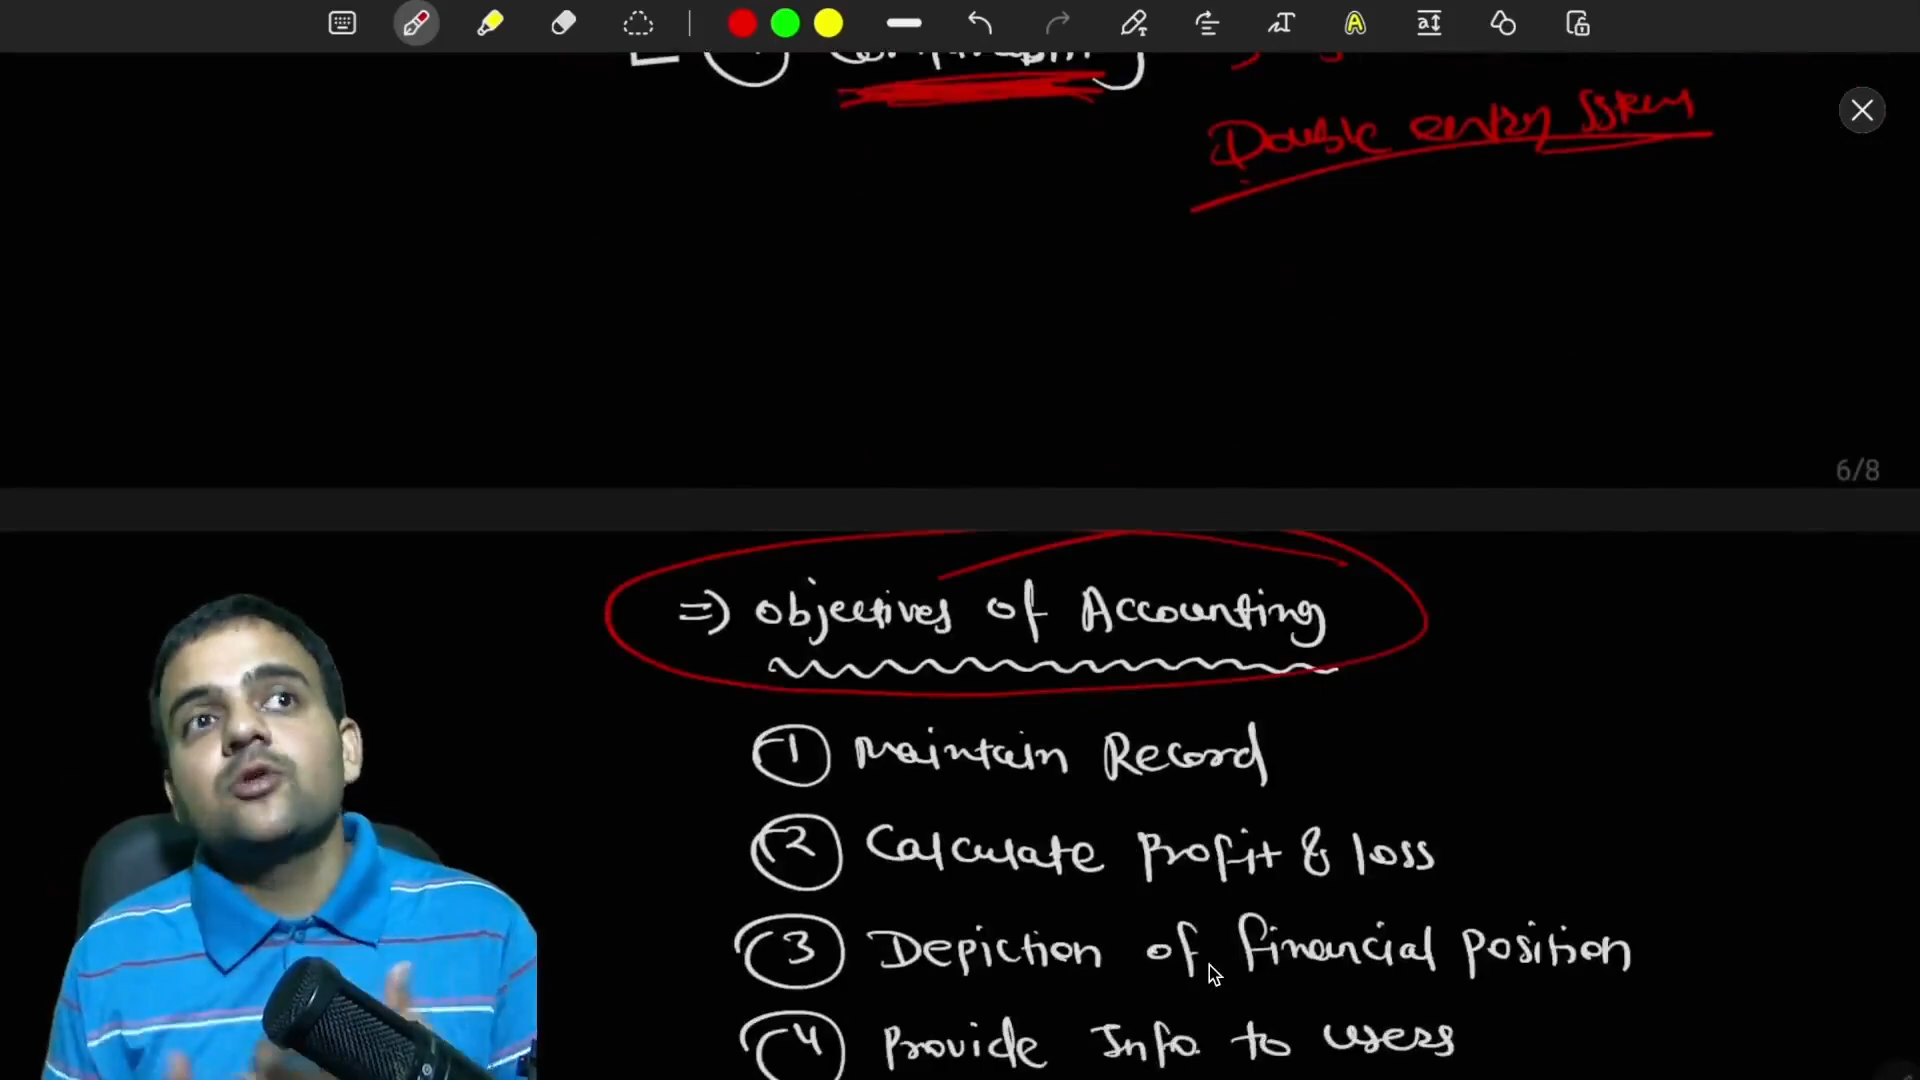 Double entry
6/8
=) Objectives of Accounting
1 Maintain Record
2 Calculate Profit & loss
3 Depiction of financial Position
4 Provide Info. to users